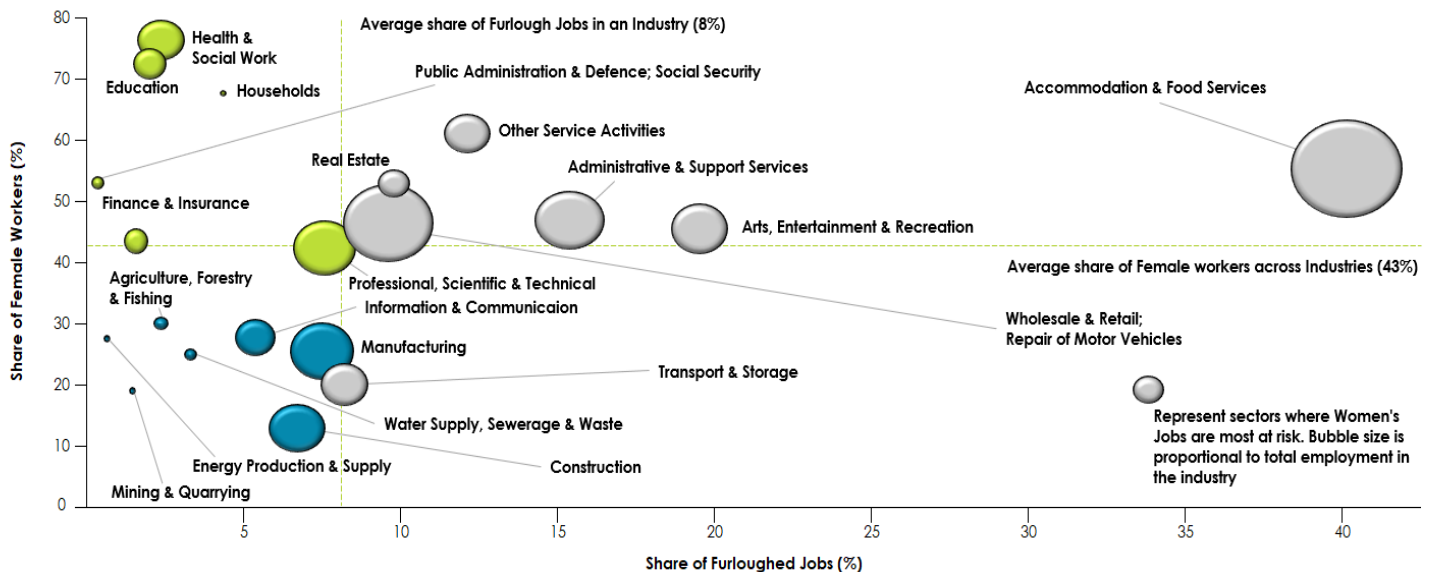 80
Average share of Furlough Jobs in an Industry (8%)
Health &
Social Work
Public Administration & Defence; Social Security
70
Education
Households
Accommodation & Food Services
60
Other Service Activities
Real Estate
Administrative & Support Services
50
Finance & Insurance
Arts, Entertainment & Recreation
Share of Female Workers (%)
40
Average share of Female workers across Industries (43%)
Agriculture, Forestry
& Fishing
Professional, Scientific & Technical
Information & Communicaion
30
Wholesale & Retail;
Repair of Motor Vehicles
Manufacturing
Transport & Storage
20
Represent sectors where Women's
Jobs are most at risk. Bubble size is
proportional to total employment in
the industry
Water Supply, Sewerage & Waste
10
Energy Production & Supply
Construction
Mining & Quarrying
0
5 10 15 20 25 30 35 40
Share of Furloughed Jobs (%)